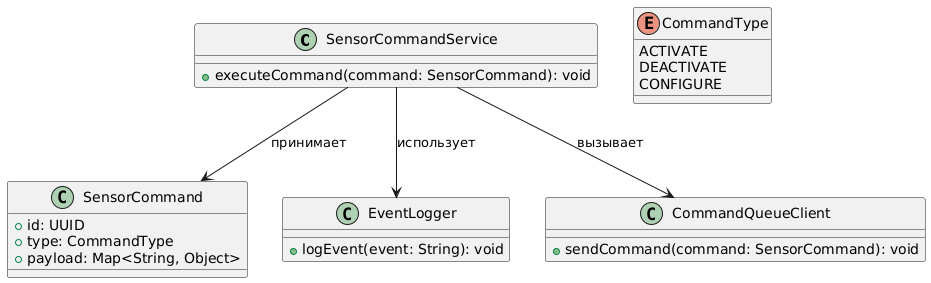 C SensorCommandService
executeCommand(command: SensorCommand): void
E CommandType
ACTIVATE
DEACTIVATE
CONFIGURE
принимает
использует
вызывает
C SensorCommand
id: UUID
type: CommandType
payload: Map<String, Object>
C EventLogger
logEvent(event: String): void
C CommandQueueClient
sendCommand(command: SensorCommand): void